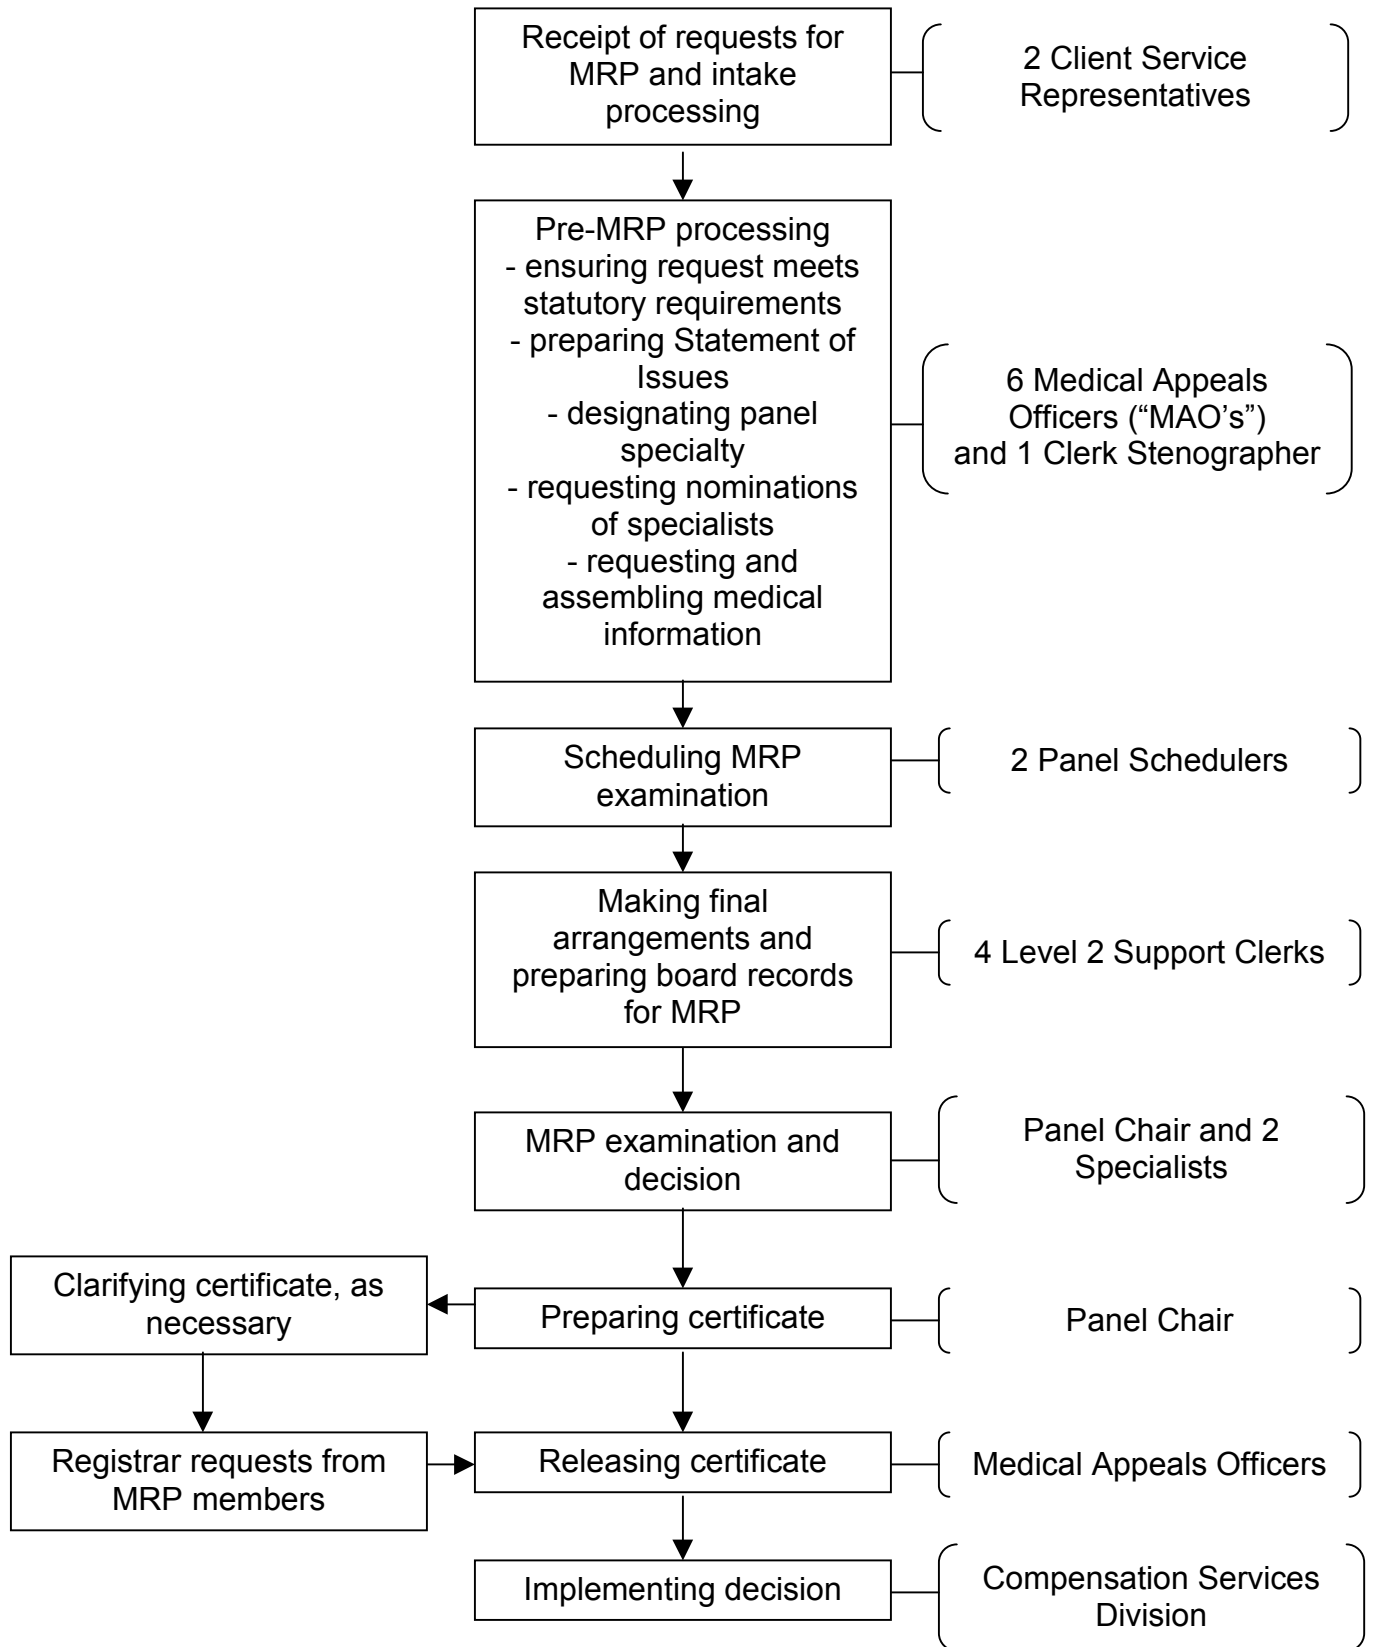 Receipt of requests for
MRP and intake
processing
2 Client Service
Representatives
Pre-MRP processing
- ensuring request meets
statutory requirements
- preparing Statement of
Issues
- designating panel
specialty
- requesting nominations
of specialists
- requesting and
assembling medical
information
6 Medical Appeals
Officers (“MAO’s”)
and 1 Clerk Stenographer
Scheduling MRP
examination
2 Panel Schedulers
Making final
arrangements and
preparing board records
for MRP
4 Level 2 Support Clerks
MRP examination and
decision
Panel Chair and 2
Specialists
Clarifying certificate, as
necessary
Preparing certificate
Panel Chair
Registrar requests from
MRP members
Releasing certificate
Medical Appeals Officers
Implementing decision
Compensation Services
Division